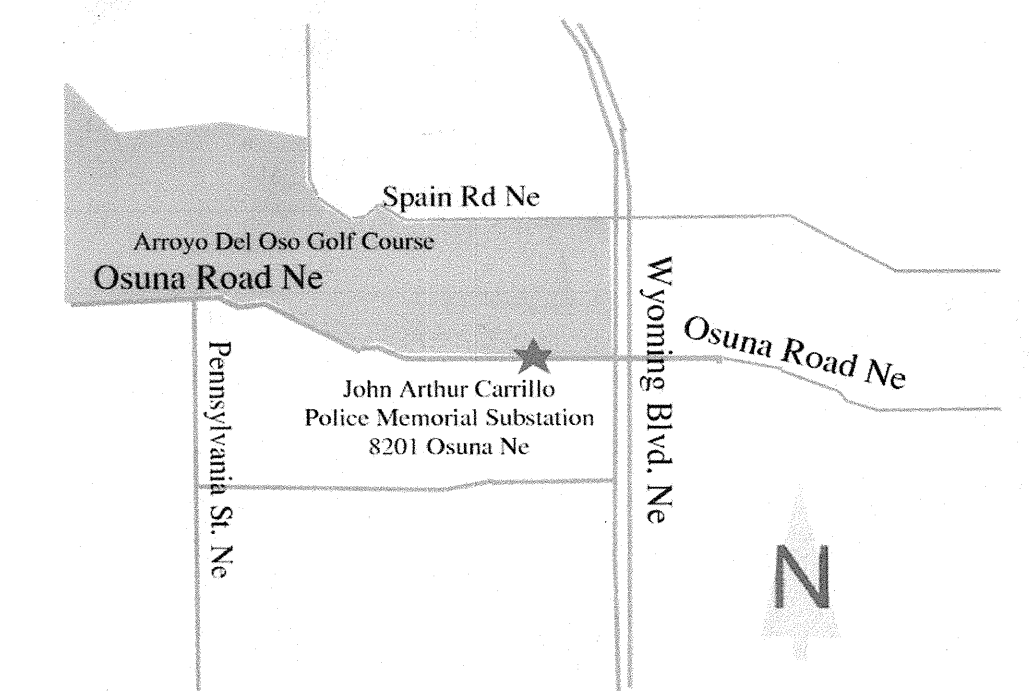 Spain Rd Ne
Arroyo Del Oso Golf Course
Osuna Road Ne
Wyoming Blvd. Ne
Osuna Road Ne
Pennsylvania St. Ne
John Arthur Carrillo
Police Memorial Substation
8201 Osuna Ne
N